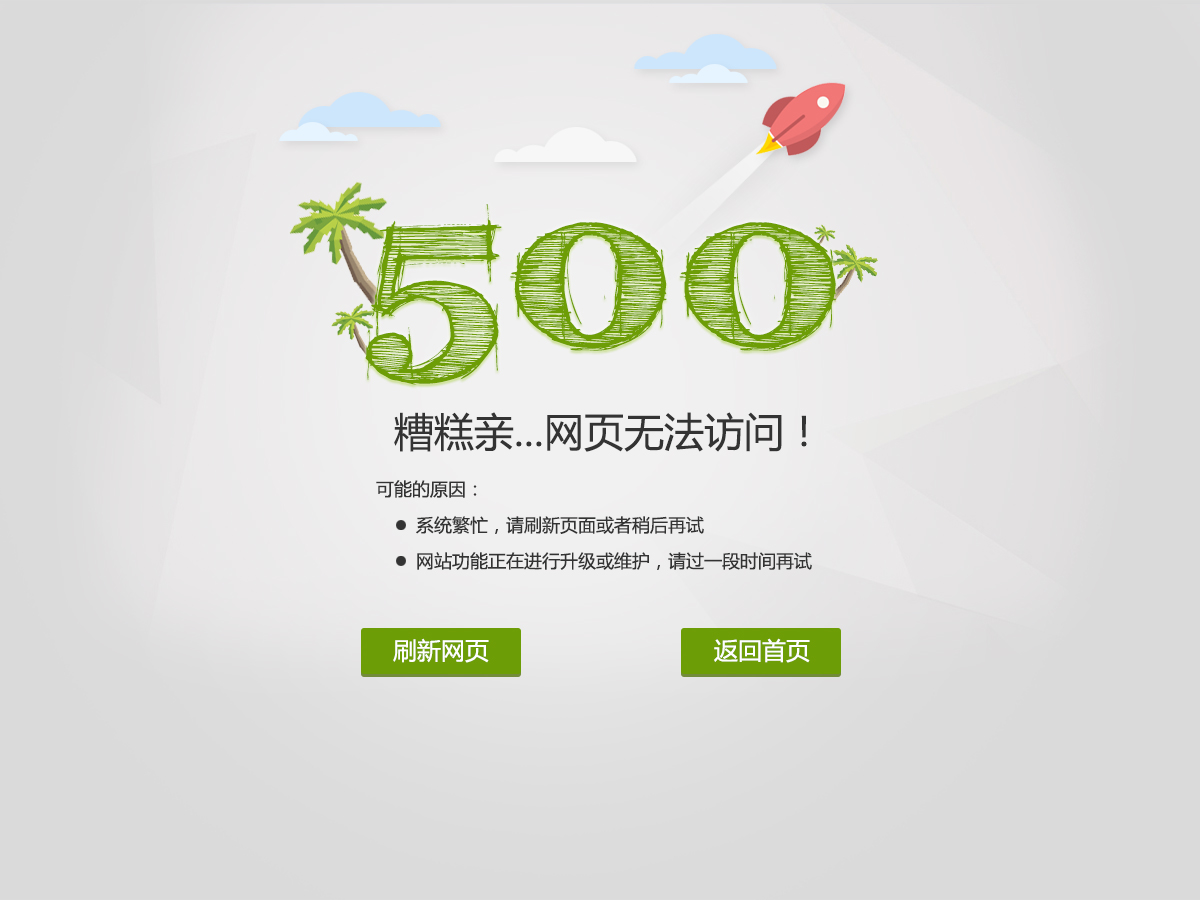 500
糟糕亲...网页无法访问！
可能的原因：
● 系统繁忙，请刷新页面或者稍后再试
● 网站功能正在进行升级或维护，请过一段时间再试
刷新网页
返回首页